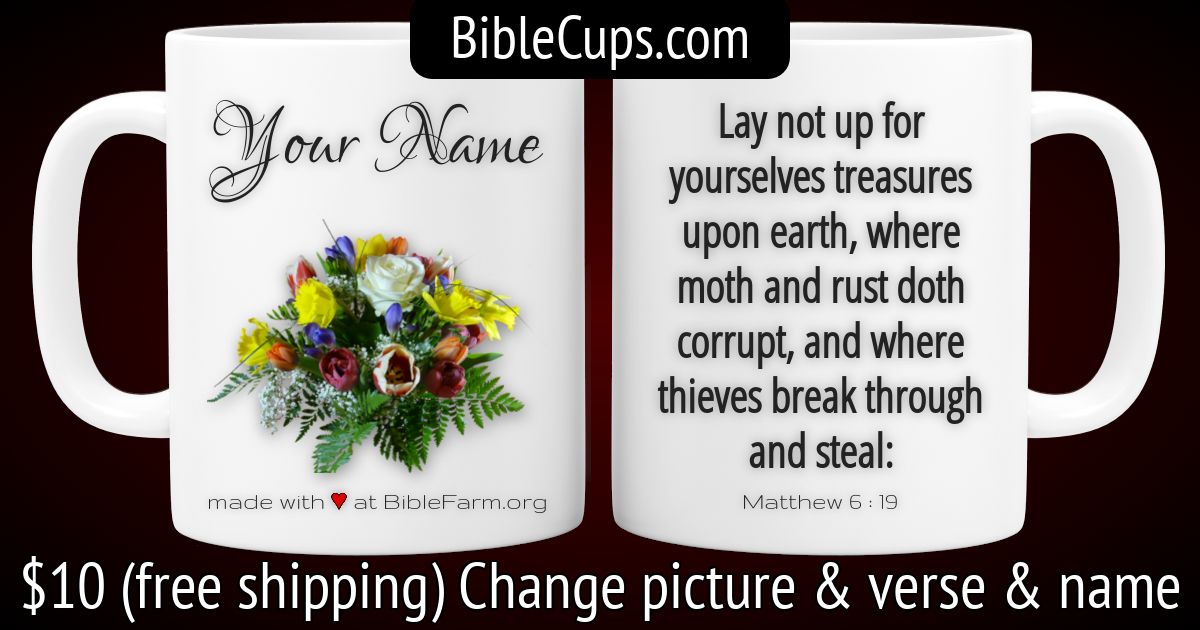 BibleCups.com
Your Name
made with ♥ at BibleFarm.org
Lay not up for
yourselves treasures
upon earth, where
moth and rust doth
corrupt, and where
thieves break through
and steal:
Matthew 6 : 19
$10 (free shipping) Change picture & verse & name